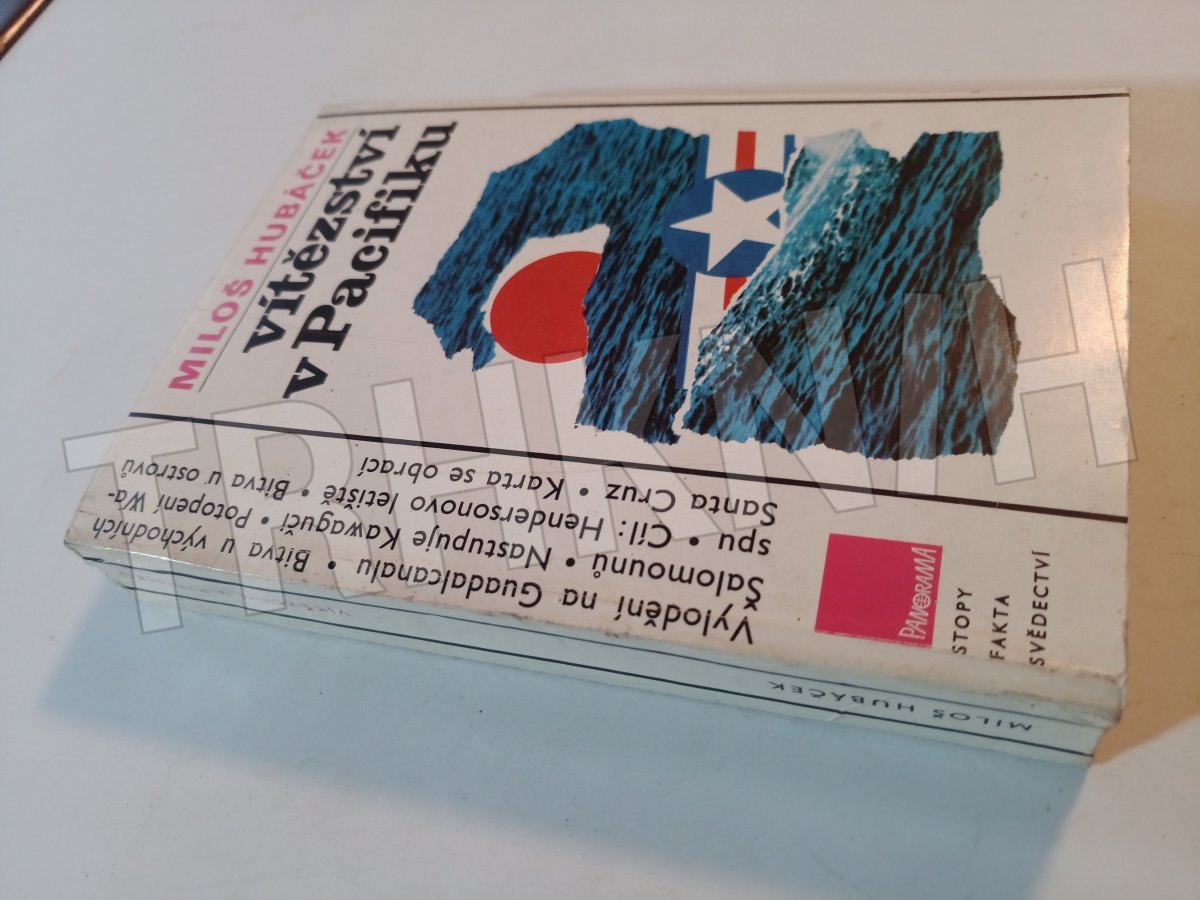 MILOŠ HUBÁČEK
vítězství
v Pacifiku
Vylodění na Guadalcanalu • Bitva u východních
Šalomounů • Nastupuje Kawaguči • Potopení Wa-
spu • Cíl: Hendersonovo letiště • Bitva u ostrovů
Santa Cruz • Karta se obrací
PANORAMA
STOPY
FAKTA
SVĚDECTVÍ
MILOŠ HUBÁČEK
TRHKNIH